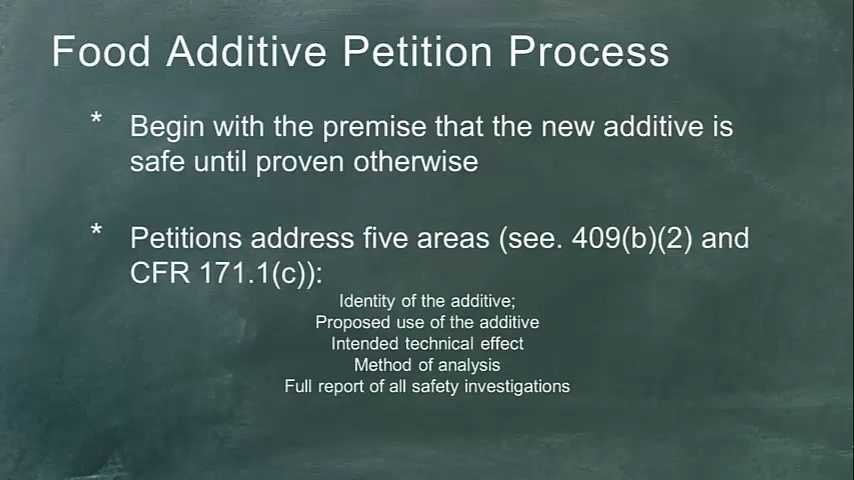 Food Additive Petition Process
* Begin with the premise that the new additive is
safe until proven otherwise
* Petitions address five areas (see. 409(b)(2) and
CFR 171.1(c)):
Identity of the additive;
Proposed use of the additive
Intended technical effect
Method of analysis
Full report of all safety investigations